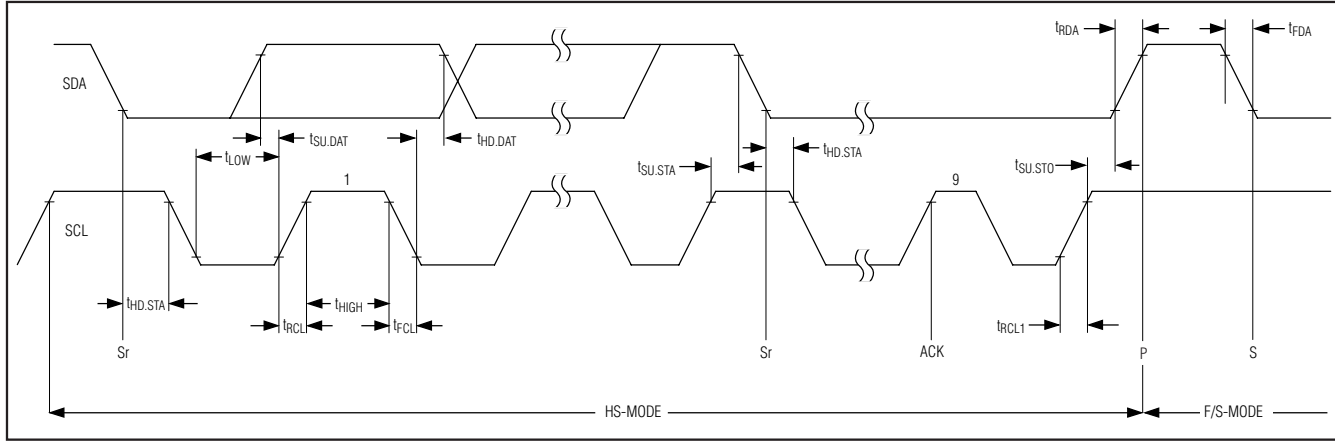 tRDA
tFDA
SDA
tSU.DAT
tHD.DAT
tLOW
tHD.STA
tSU.STA
tSU.STO
1
9
SCL
tHD.STA
tRCL
tHIGH
tFCL
tRCL1
Sr
Sr
ACK
P
S
HS-MODE
F/S-MODE